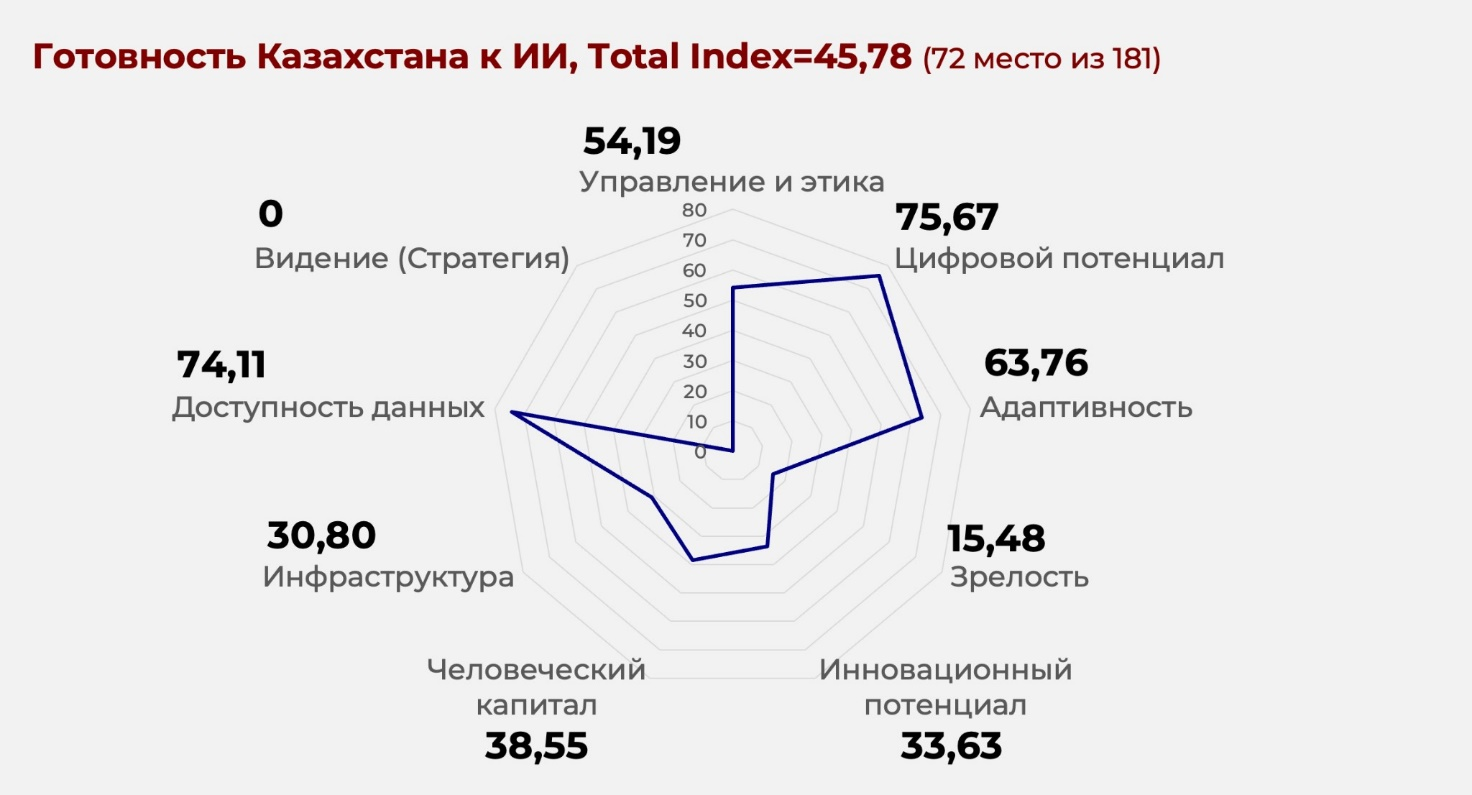 Готовность Казахстана к ИИ, Total Index=45,78 (72 место из 181)
54,19
Управление и этика
0
Видение (Стратегия)
75,67
Цифровой потенциал
80
70
60
50
40
30
20
10
0
74,11
Доступность данных
63,76
Адаптивность
30,80
Инфраструктура
15,48
Зрелость
Человеческий
капитал
38,55
Инновационный
потенциал
33,63